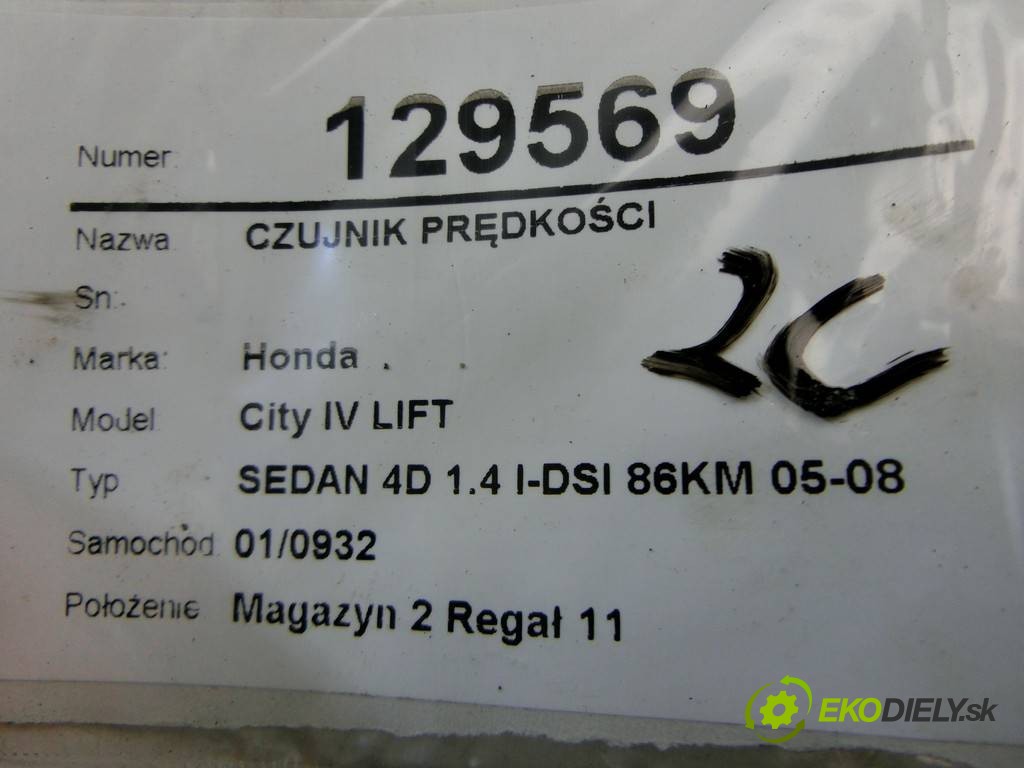 Numer: 129569
Nazwa CZUJNIK PRĘDKOŚCI
Sn:
2C
Marka: Honda
Model City IV LIFT
Typ SEDAN 4D 1.4 I-DSI 86KM 05-08
Samochód 01/0932
Położenie Magazyn 2 Regał 11
EKODIELY.sk